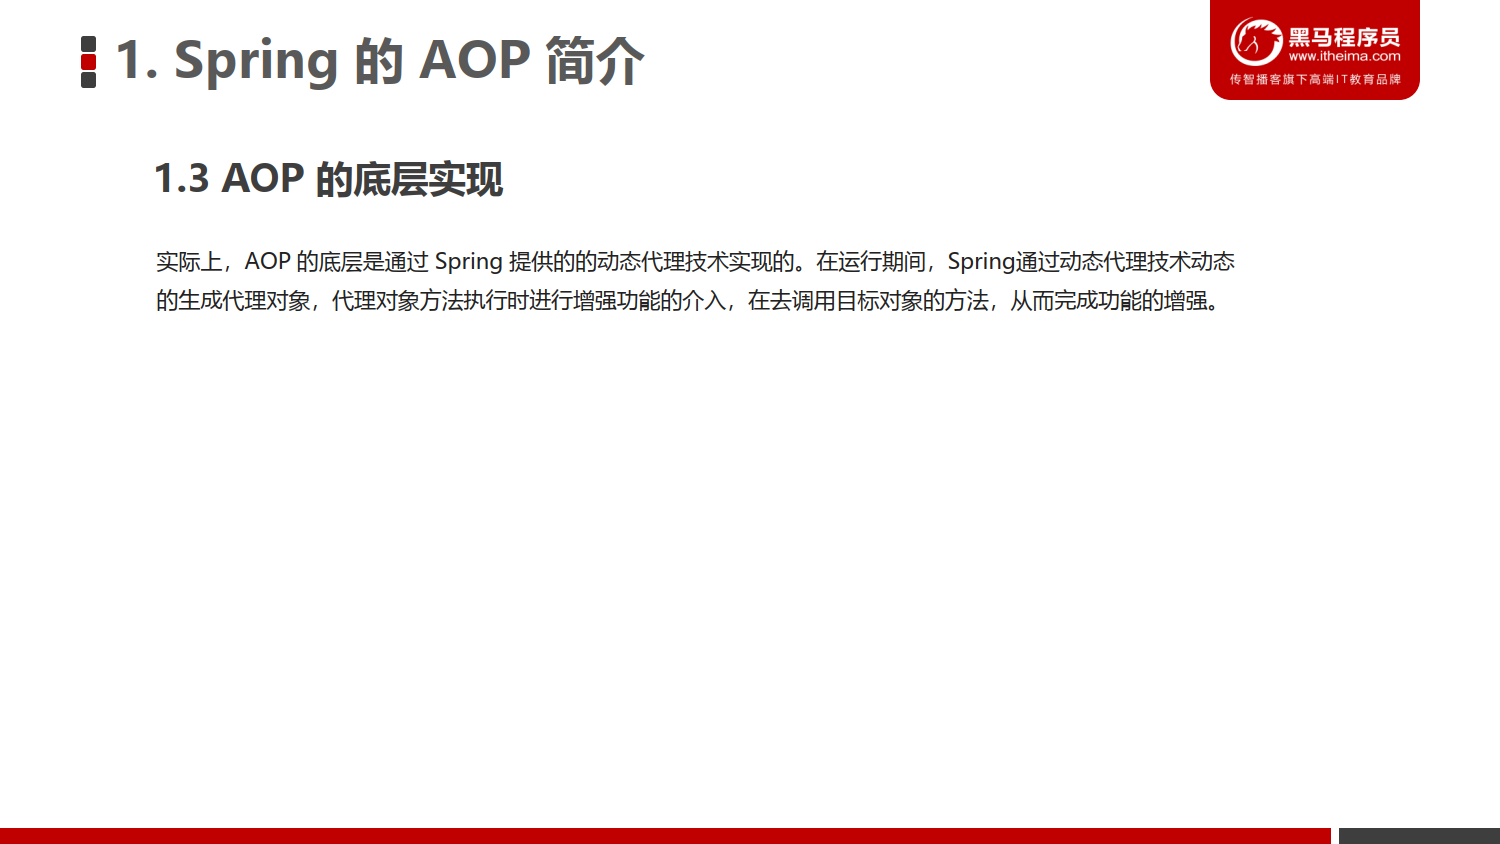 1. Spring 的 AOP 简介
黑马程序员
www.itheima.com
传智播客旗下高端IT教育品牌
1.3 AOP 的底层实现
实际上，AOP 的底层是通过 Spring 提供的的动态代理技术实现的。在运行期间，Spring通过动态代理技术动态
的生成代理对象，代理对象方法执行时进行增强功能的介入，在去调用目标对象的方法，从而完成功能的增强。